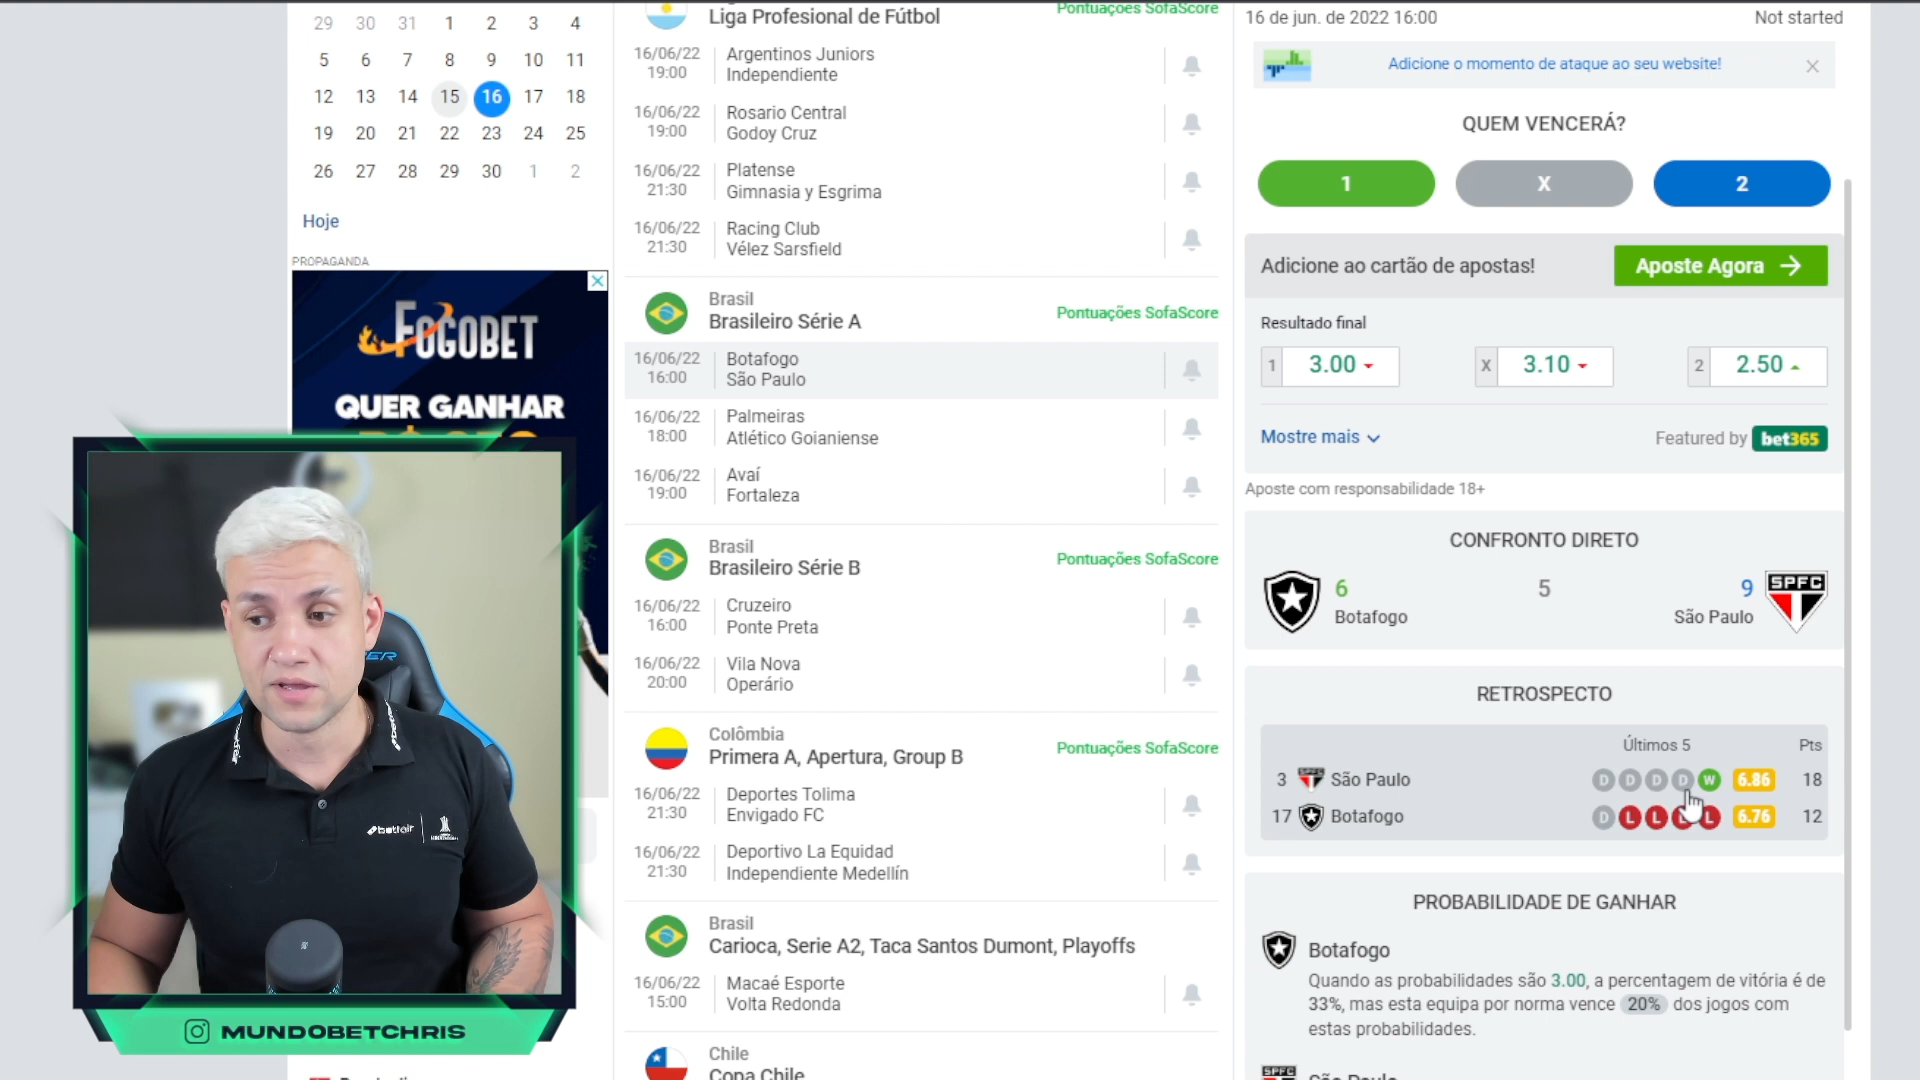 29 30 31 1 2 3 4
5 6 7 8 9 10 11
12 13 14 15 16 17 18
19 20 21 22 23 24 25
26 27 28 29 30 1 2
Hoje
PROPAGANDA
FOGOBET
QUER GANHAR
betfair
MUNDOBETCHRIS
Liga Profesional de Fútbol
Pontuações SofaScore
16/06/22
19:00
Argentinos Juniors
Independiente
16/06/22
19:00
Rosario Central
Godoy Cruz
16/06/22
21:30
Platense
Gimnasia y Esgrima
16/06/22
21:30
Racing Club
Vélez Sarsfield
Brasil
Brasileiro Série A
Pontuações SofaScore
16/06/22
16:00
Botafogo
São Paulo
16/06/22
18:00
Palmeiras
Atlético Goianiense
16/06/22
19:00
Avaí
Fortaleza
Brasil
Brasileiro Série B
Pontuações SofaScore
16/06/22
16:00
Cruzeiro
Ponte Preta
16/06/22
20:00
Vila Nova
Operário
Colômbia
Primera A, Apertura, Group B
Pontuações SofaScore
16/06/22
21:30
Deportes Tolima
Envigado FC
16/06/22
21:30
Deportivo La Equidad
Independiente Medellín
Brasil
Carioca, Serie A2, Taca Santos Dumont, Playoffs
16/06/22
15:00
Macaé Esporte
Volta Redonda
Chile
Copa Chile
16 de jun. de 2022 16:00
Not started
Adicione o momento de ataque ao seu website!
QUEM VENCERÁ?
1 X 2
Adicione ao cartão de apostas!
Aposte Agora
Resultado final
1 3.00 X 3.10 2 2.50
Mostre mais
Featured by bet365
Aposte com responsabilidade 18+
CONFRONTO DIRETO
6 5 9
Botafogo São Paulo
SPFC
RETROSPECTO
Últimos 5 Pts
3 São Paulo D D D D W 6.86 18
17 Botafogo D L L L L 6.76 12
PROBABILIDADE DE GANHAR
Botafogo
Quando as probabilidades são 3.00, a percentagem de vitória é de
33%, mas esta equipa por norma vence 20% dos jogos com
estas probabilidades.
SPFC
São Paulo